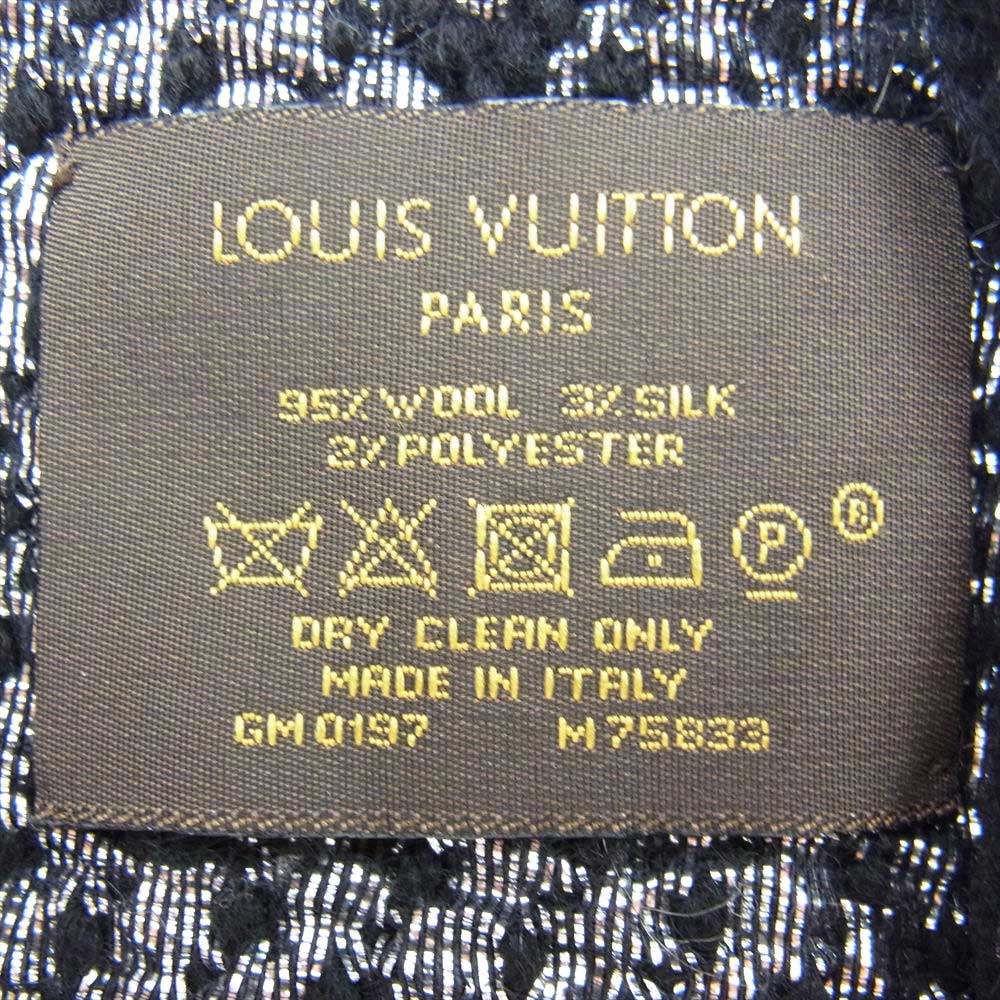 LOUIS VUITTON
PARIS
95% WOOL 3% SILK
2% POLYESTER
P ®
DRY CLEAN ONLY
MADE IN ITALY
GM0197 M75833